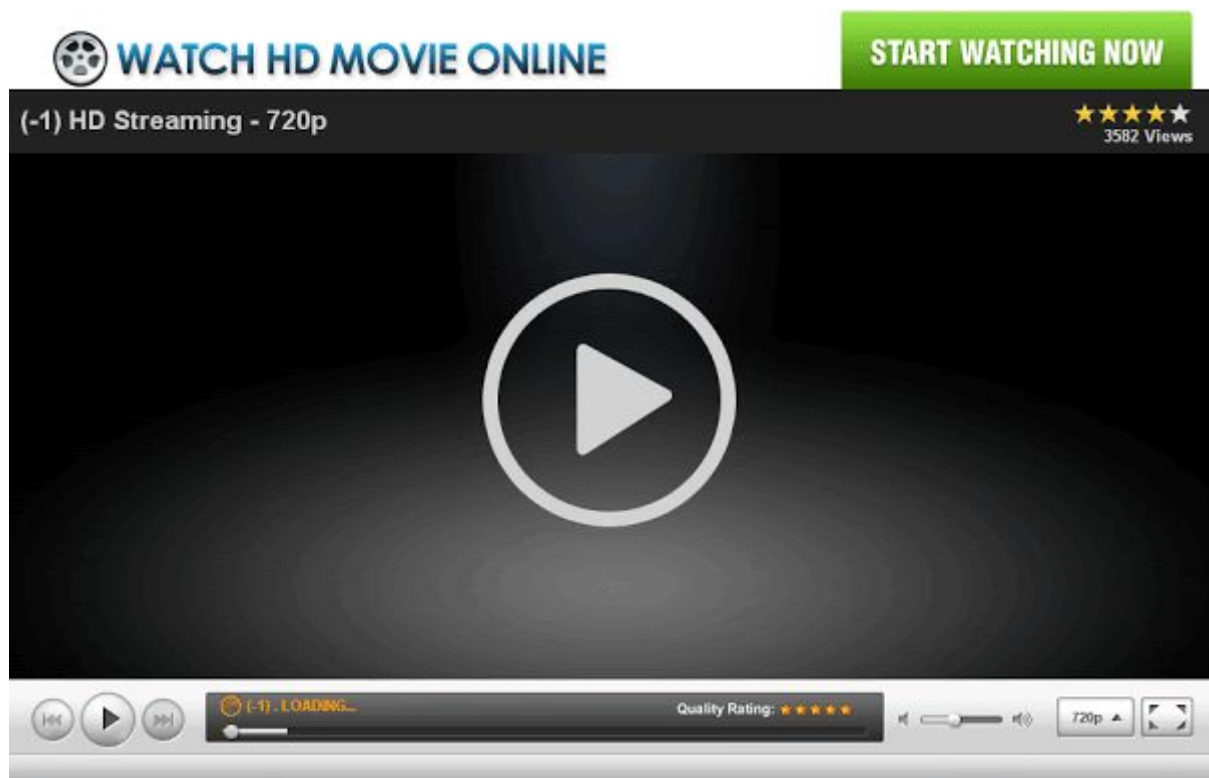 WATCH HD MOVIE ONLINE
START WATCHING NOW
(-1) HD Streaming - 720p
3582 Views
(-1) . LOADING...
Quality Rating:
720p